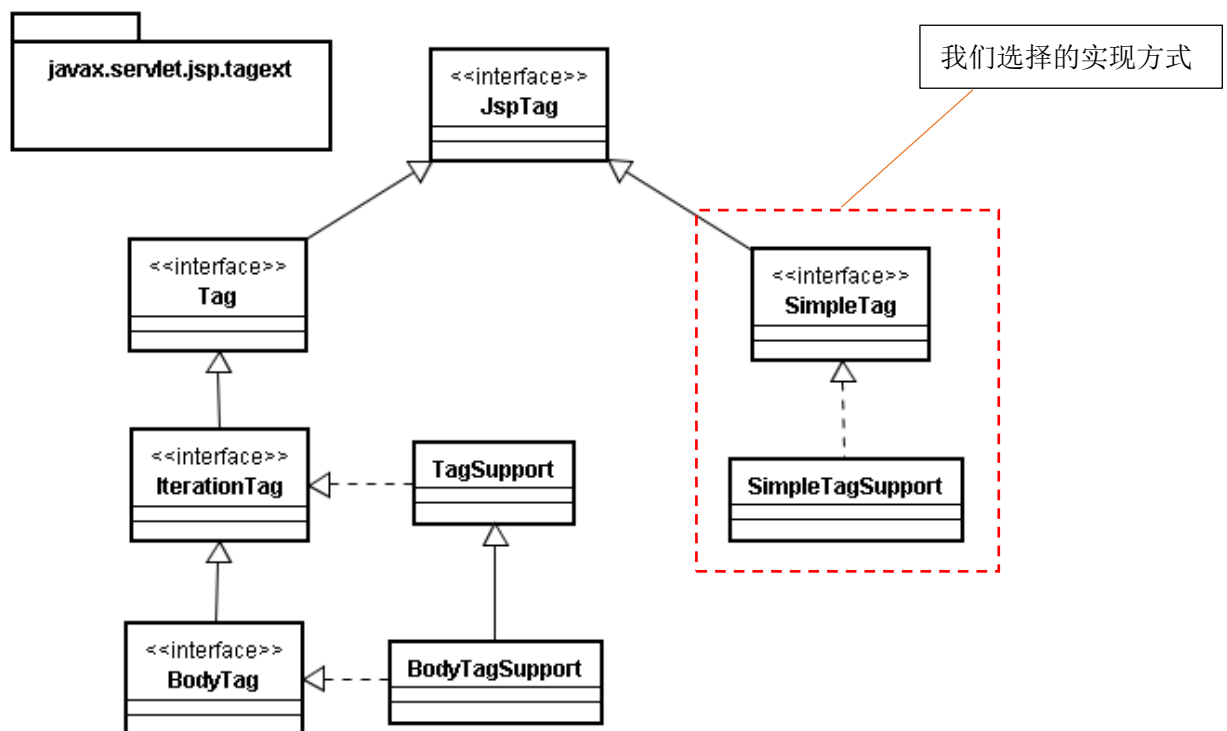 javax.servlet.jsp.tagext
我们选择的实现方式
<<interface>>
JspTag
<<interface>>
Tag
<<interface>>
SimpleTag
<<interface>>
IterationTag
TagSupport
SimpleTagSupport
<<interface>>
BodyTag
BodyTagSupport